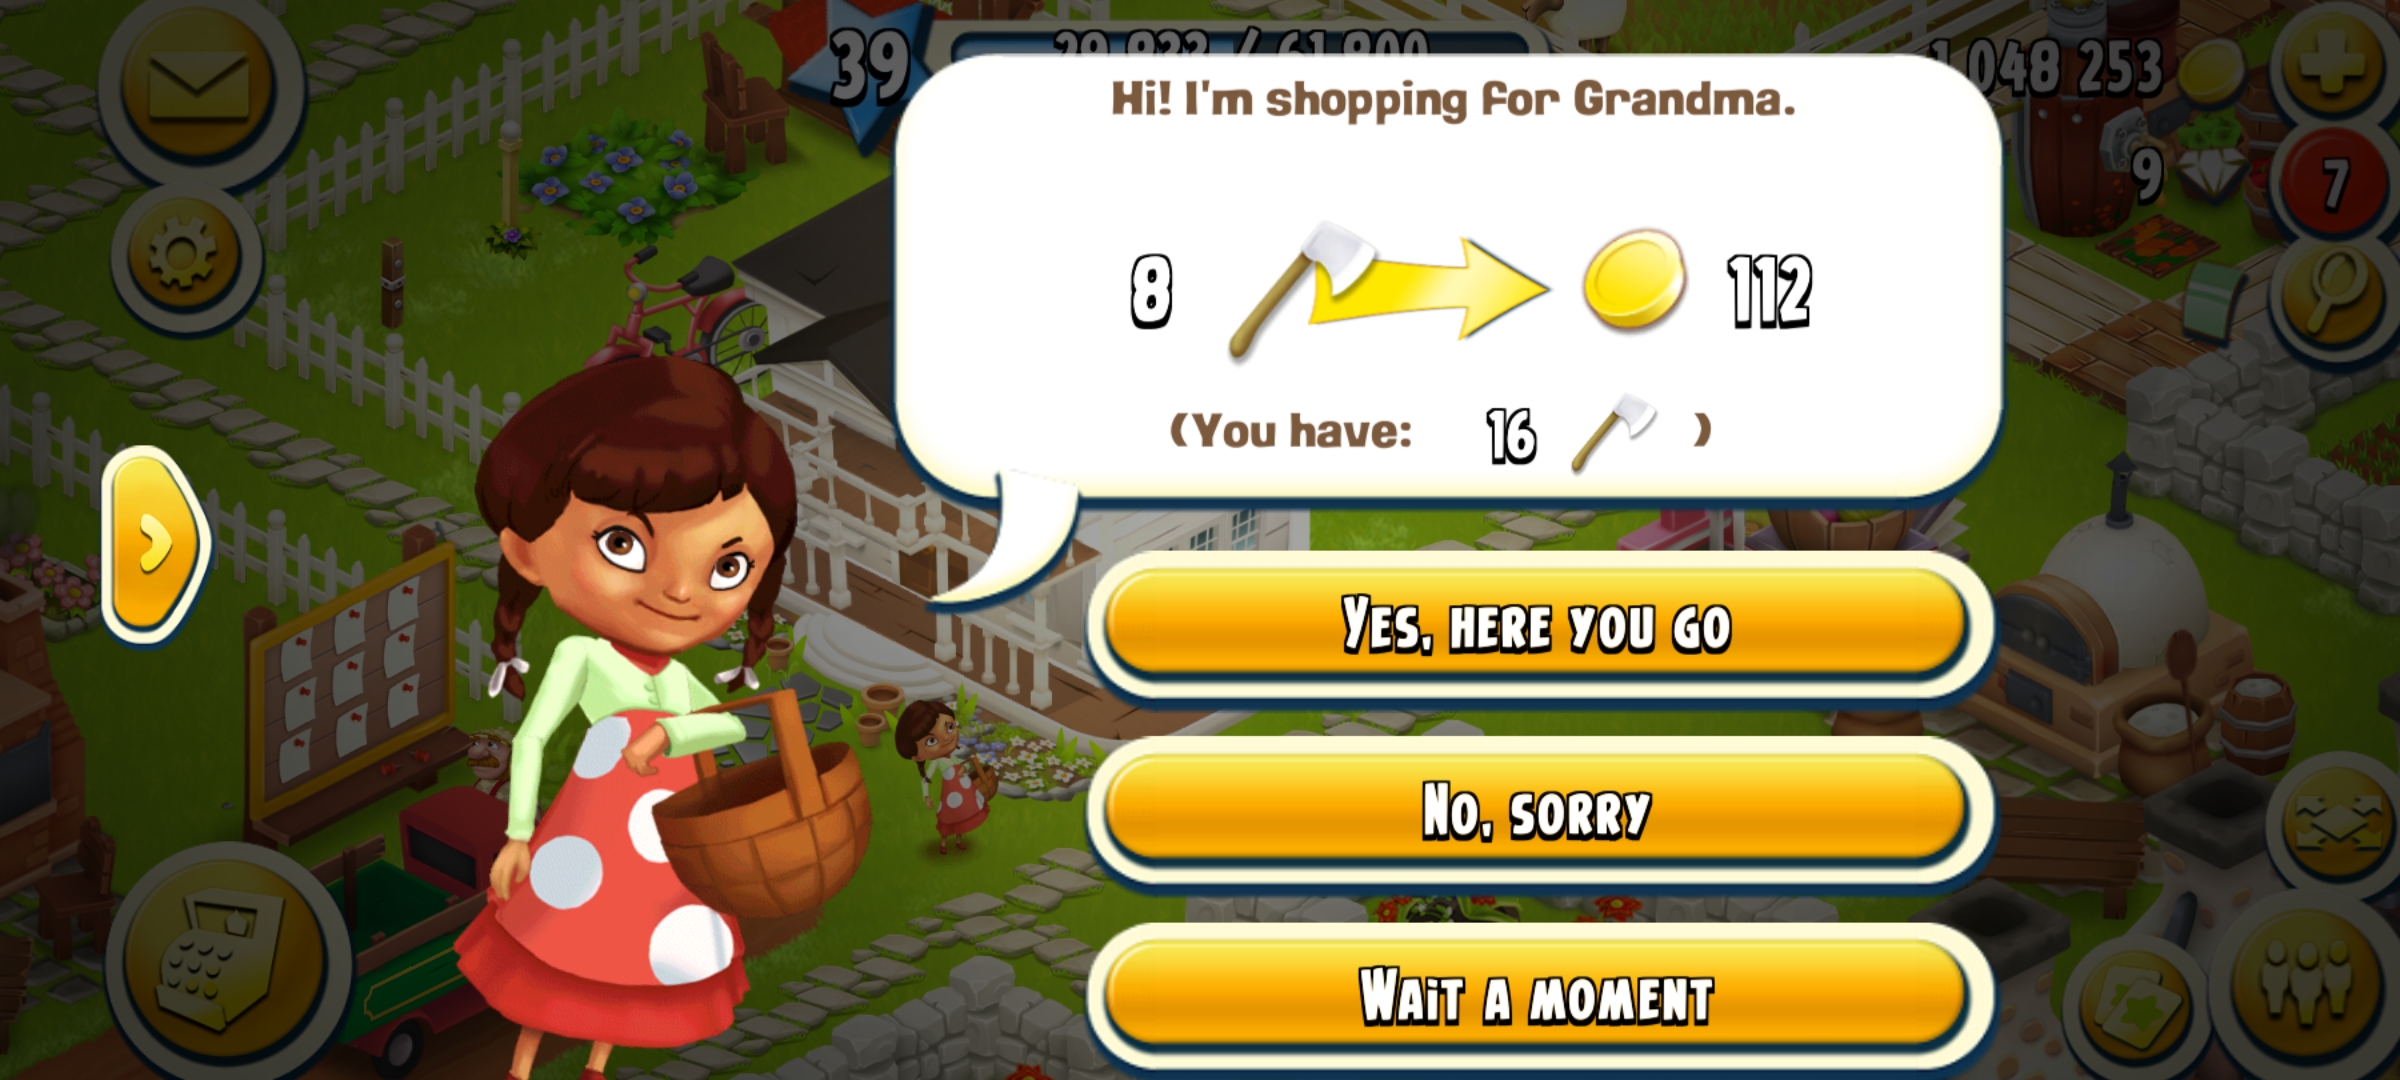 39
1 048 253
Hi! I'm shopping for Grandma.
9
7
8
112
(You have: 16 )
Yes, here you go
No, sorry
Wait a moment